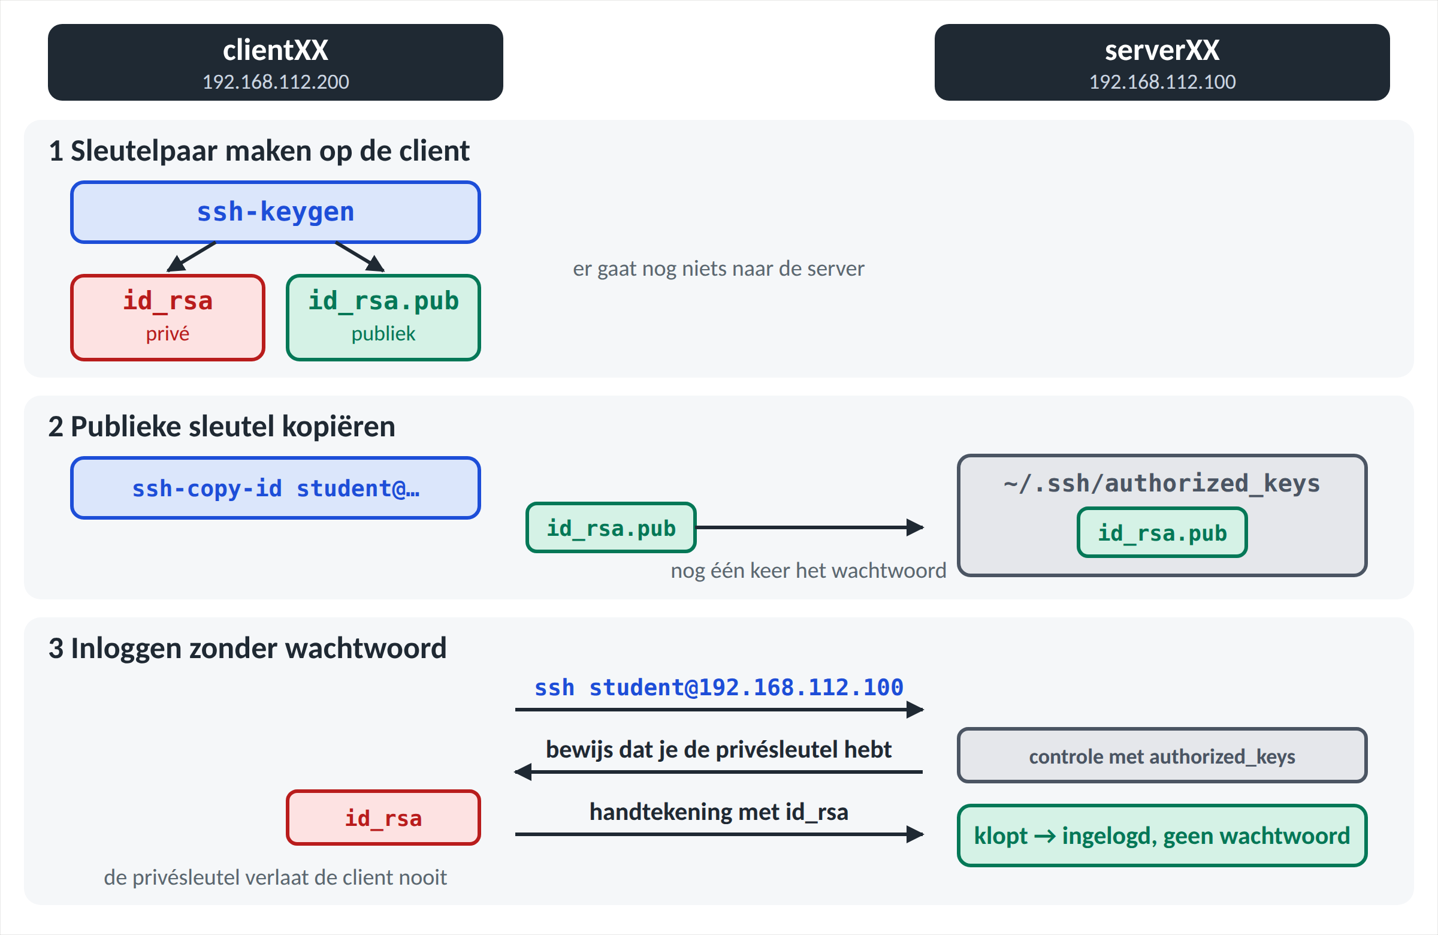 clientXX
192.168.112.200
serverXX
192.168.112.100
1 Sleutelpaar maken op de client
ssh-keygen
id_rsa
privé
id_rsa.pub
publiek
er gaat nog niets naar de server
2 Publieke sleutel kopiëren
ssh-copy-id student@…
id_rsa.pub
nog één keer het wachtwoord
~/.ssh/authorized_keys
id_rsa.pub
3 Inloggen zonder wachtwoord
ssh student@192.168.112.100
bewijs dat je de privésleutel hebt
controle met authorized_keys
id_rsa
handtekening met id_rsa
klopt → ingelogd, geen wachtwoord
de privésleutel verlaat de client nooit